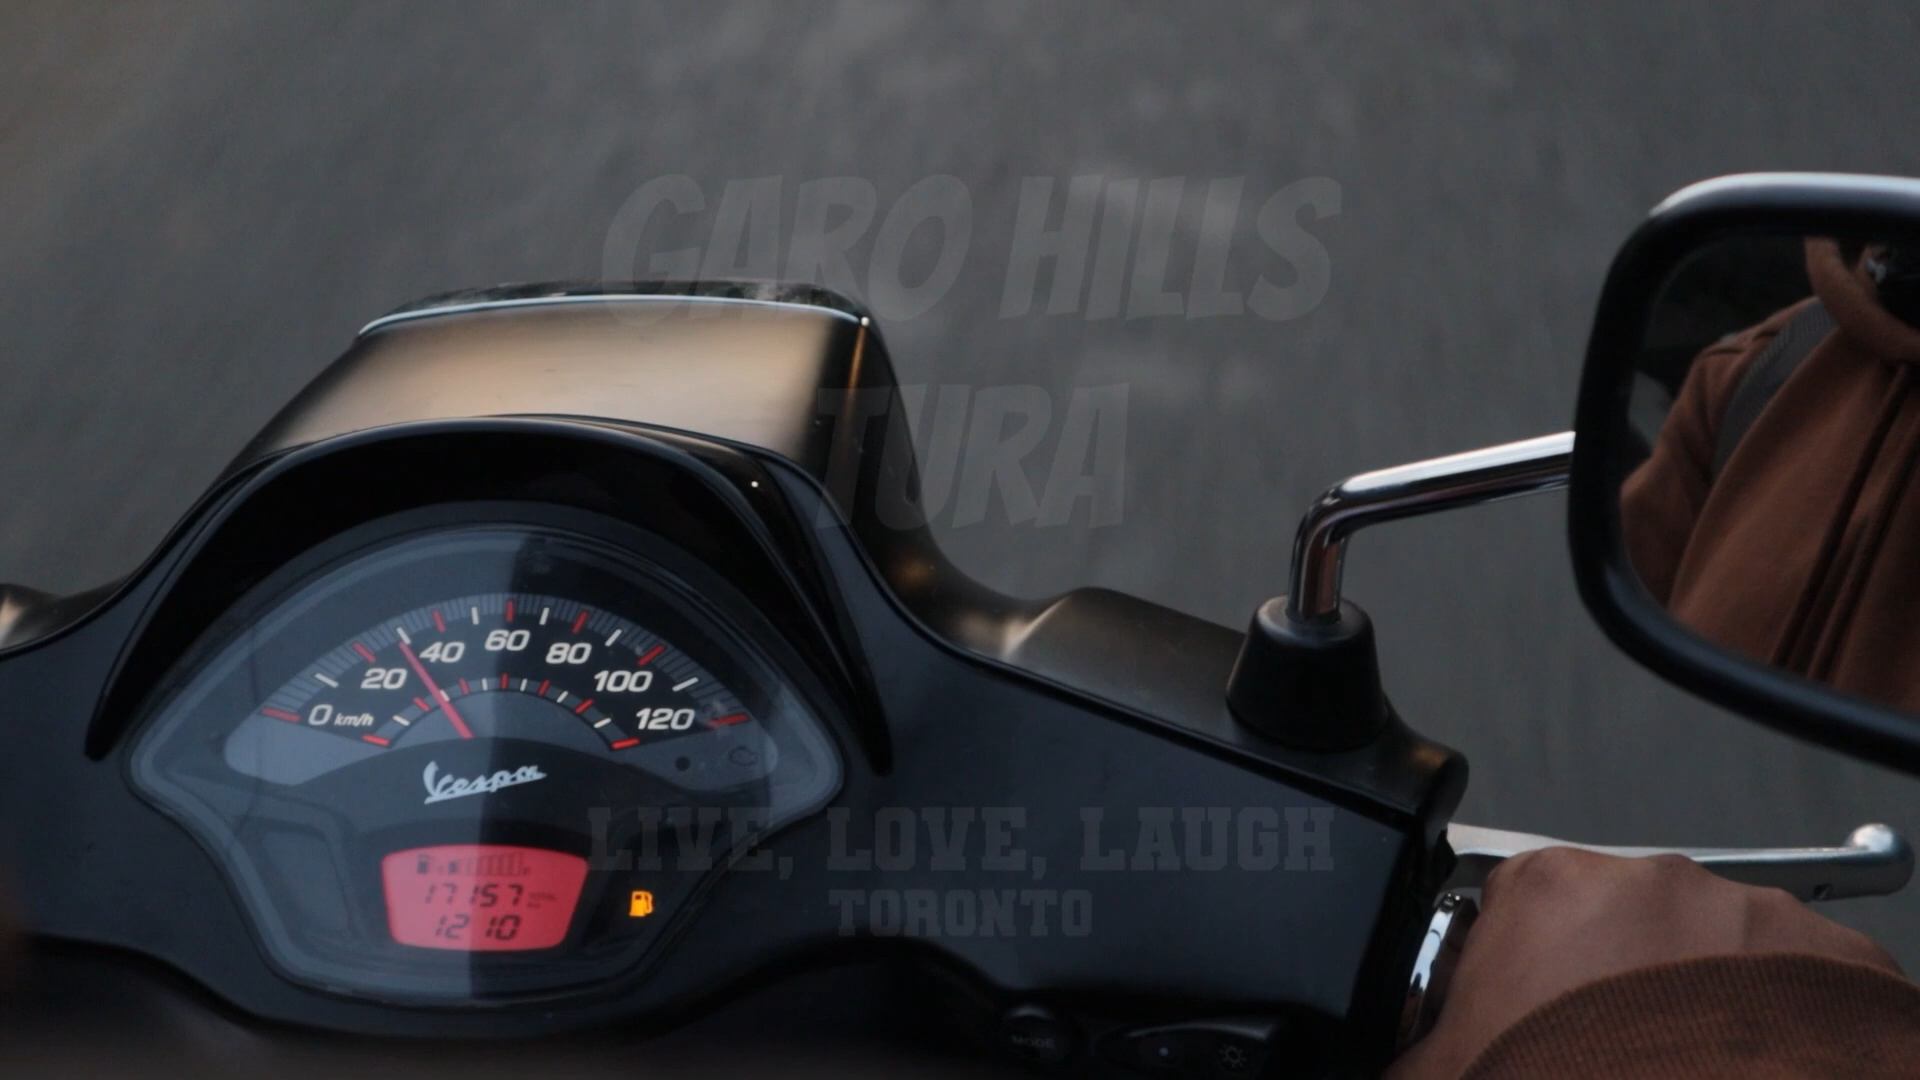 GARO HILLS
TURA
60
40
80
20
100
0 km/h
120
Vespa
LIVE, LOVE, LAUGH
17157
TORONTO
12 10
MODE